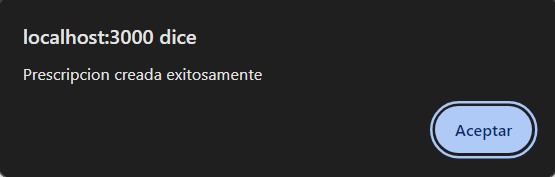 localhost:3000 dice
Prescripcion creada exitosamente
Aceptar